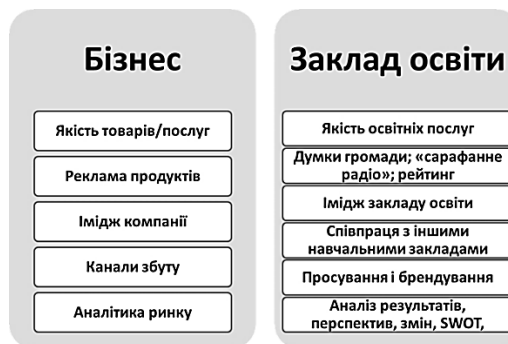 Бізнес
Якість товарів/послуг
Реклама продуктів
Імідж компанії
Канали збуту
Аналітика ринку
Заклад освіти
Якість освітніх послуг
Думки громади; «сарафанне
радіо»; рейтинг
Імідж закладу освіти
Співпраця з іншими
навчальними закладами
Просування і брендування
Аналіз результатів,
перспектив, змін, SWOT,